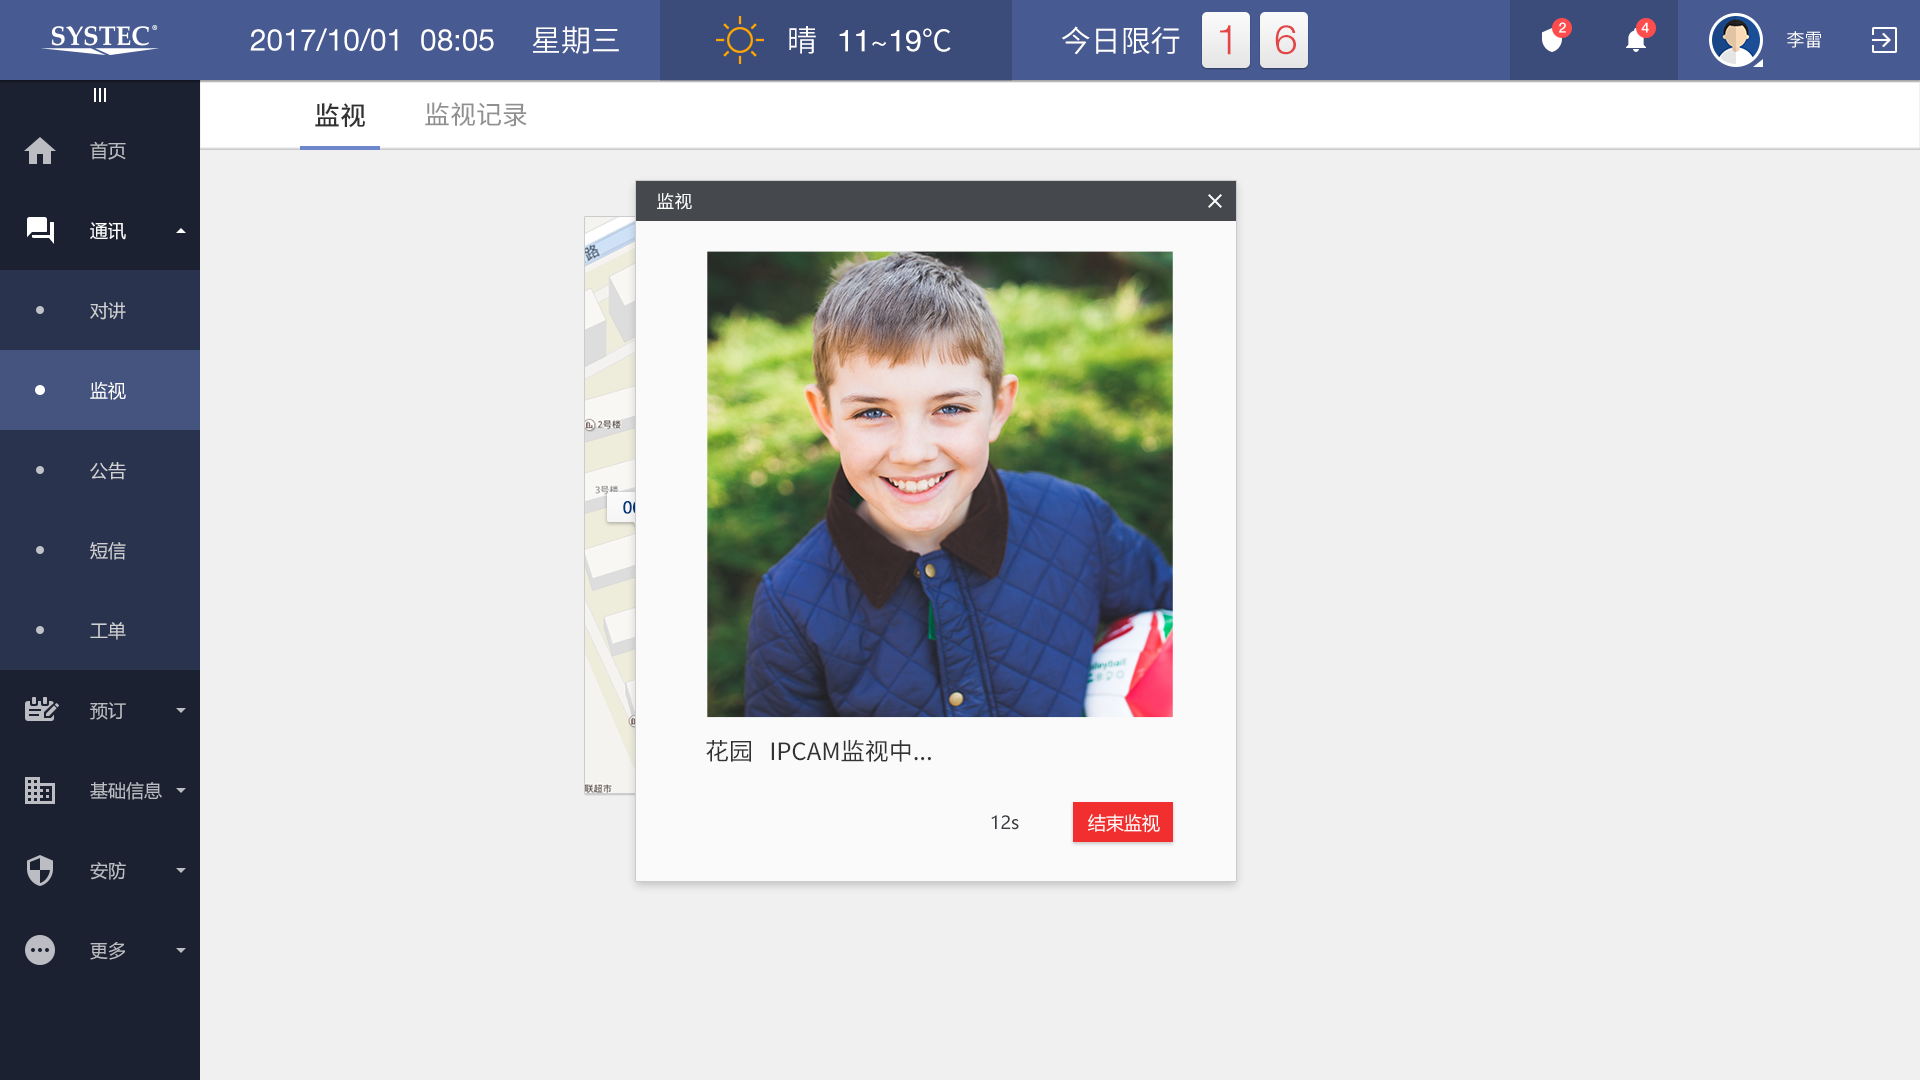 SYSTEC®
2017/10/01 08:05 星期三
晴 11~19℃
今日限行 1 6
2
4
李雷
首页
通讯
对讲
监视
公告
短信
工单
预订
基础信息
安防
更多
监视 监视记录
监视
路
2号楼
3号楼
联超市
花园 IPCAM监视中...
12s
结束监视